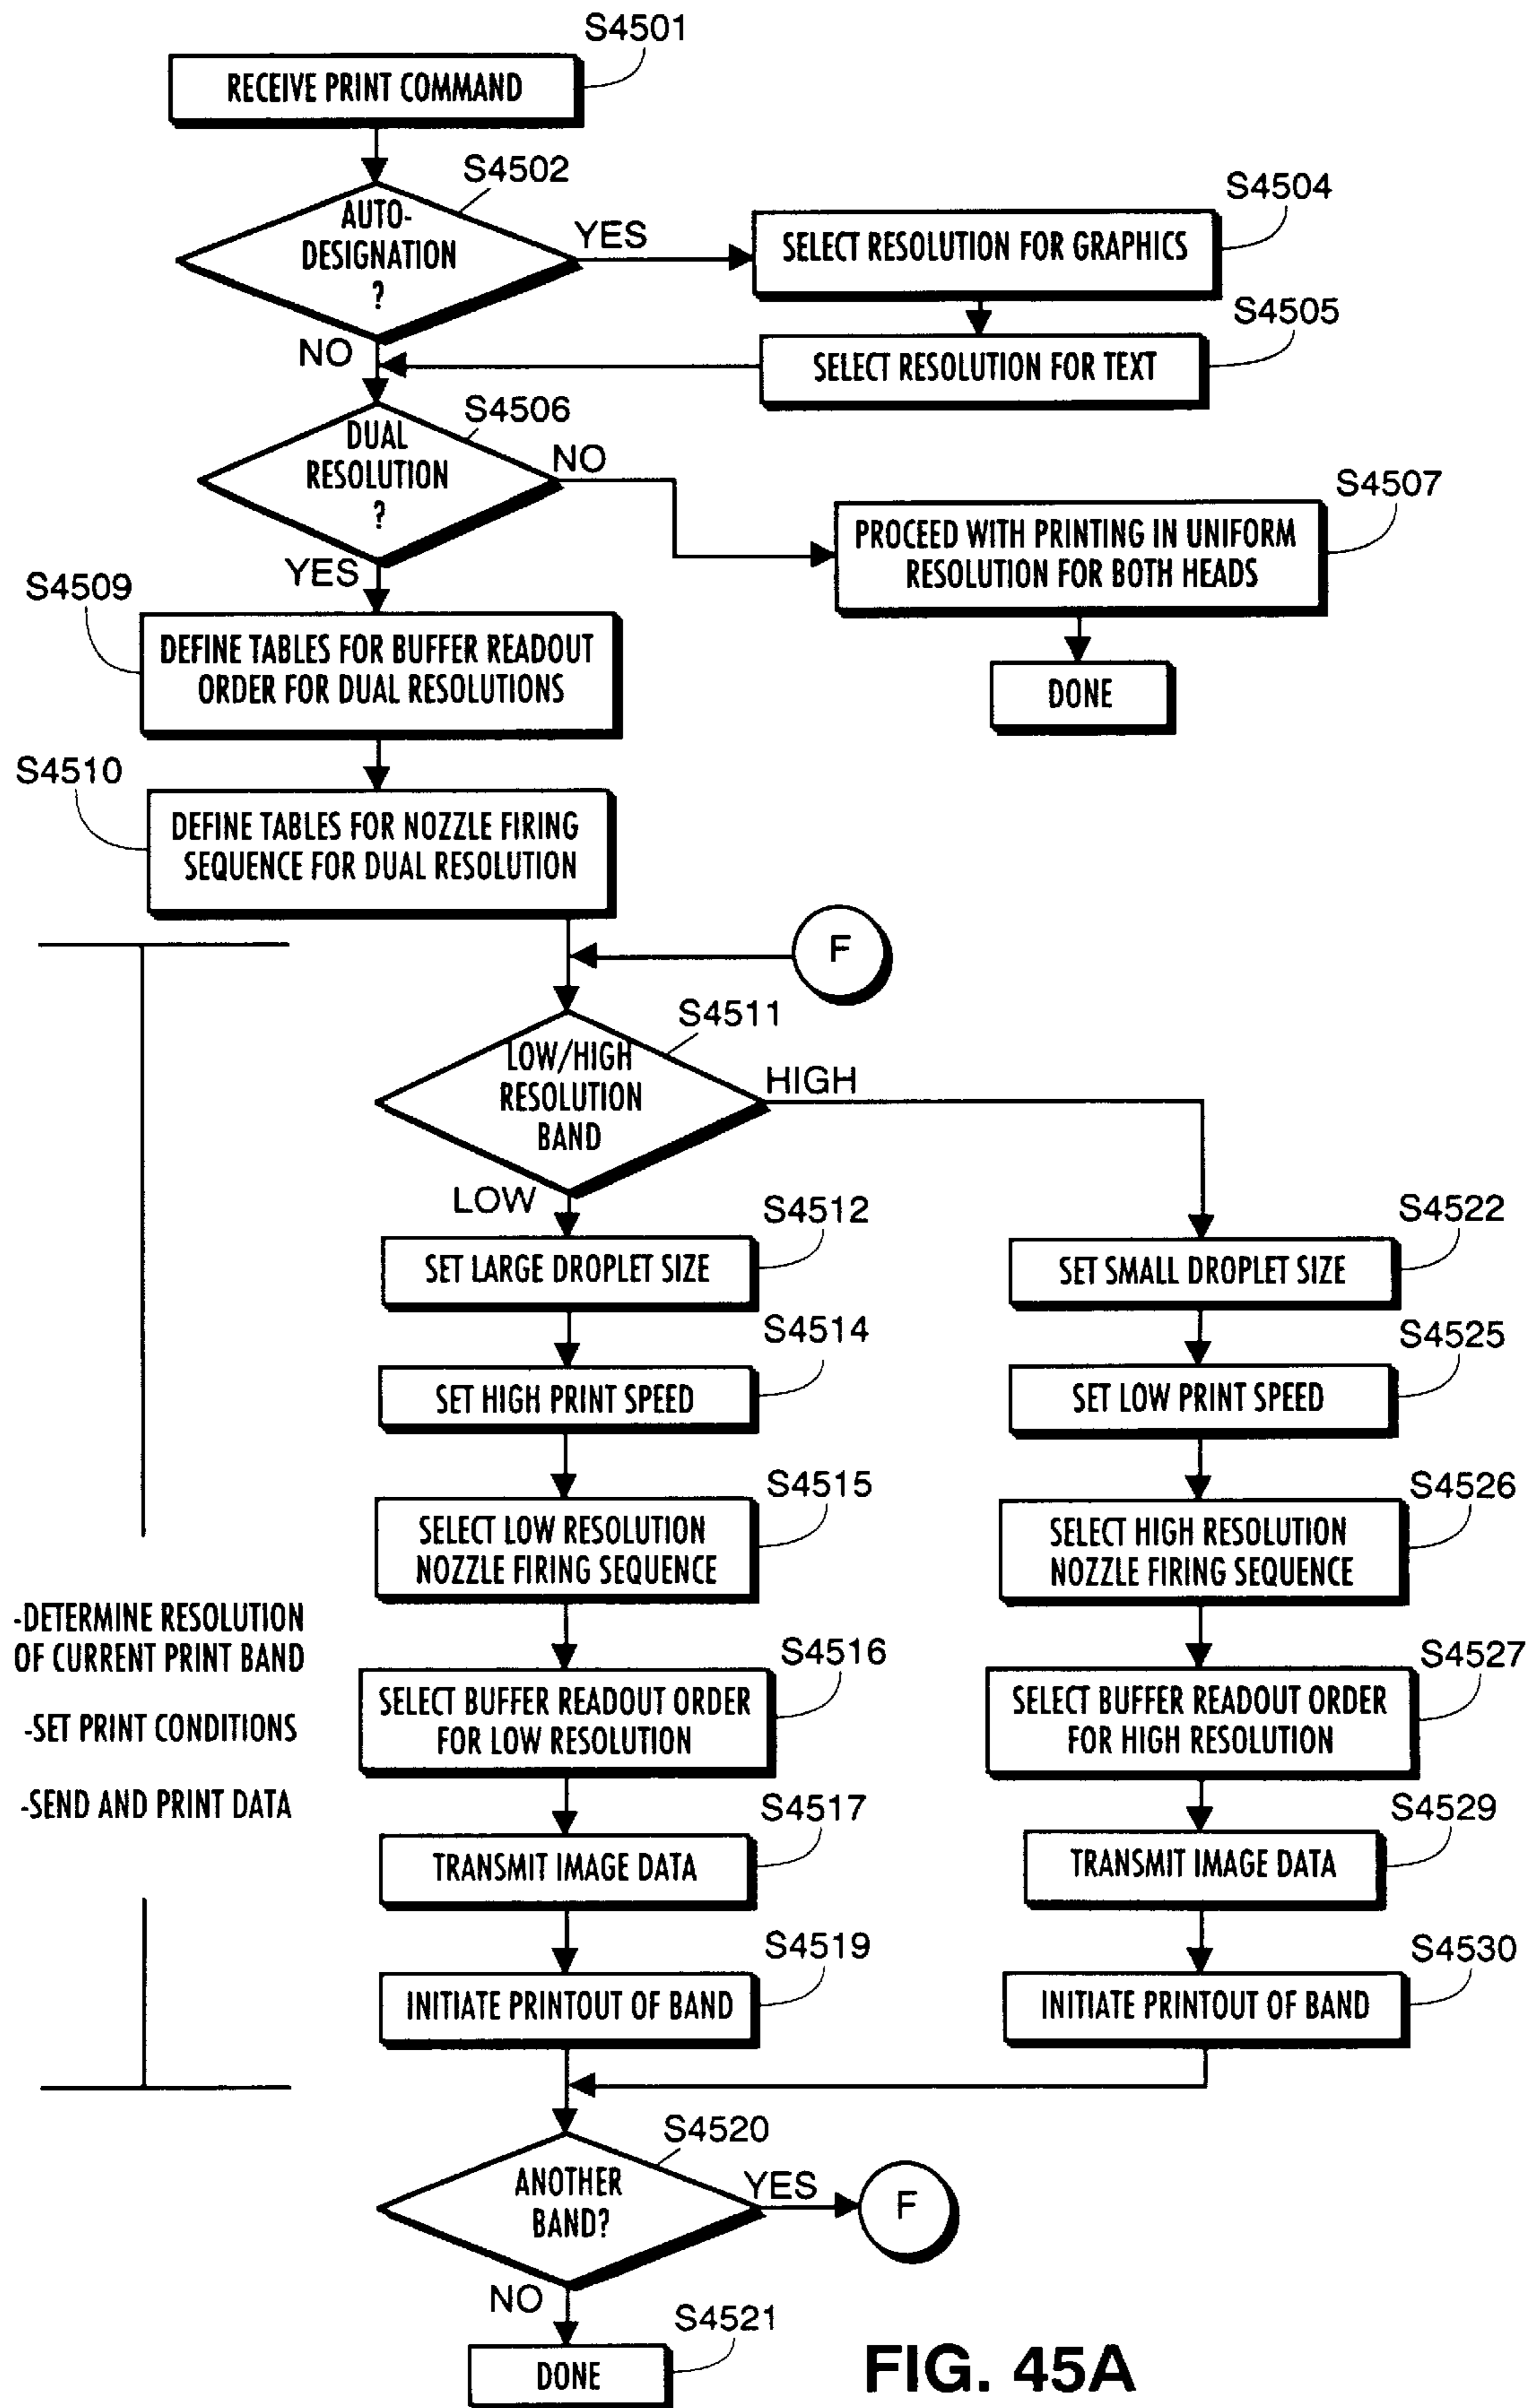 S4501
RECEIVE PRINT COMMAND
S4502
AUTO-
DESIGNATION
?
YES
NO
S4504
SELECT RESOLUTION FOR GRAPHICS
S4505
SELECT RESOLUTION FOR TEXT
S4506
DUAL
RESOLUTION
?
NO
YES
S4507
PROCEED WITH PRINTING IN UNIFORM
RESOLUTION FOR BOTH HEADS
DONE
S4509
DEFINE TABLES FOR BUFFER READOUT
ORDER FOR DUAL RESOLUTIONS
S4510
DEFINE TABLES FOR NOZZLE FIRING
SEQUENCE FOR DUAL RESOLUTION
F
S4511
LOW/HIGH
RESOLUTION
BAND
HIGH
LOW
S4512
SET LARGE DROPLET SIZE
S4514
SET HIGH PRINT SPEED
S4515
SELECT LOW RESOLUTION
NOZZLE FIRING SEQUENCE
S4516
SELECT BUFFER READOUT ORDER
FOR LOW RESOLUTION
S4517
TRANSMIT IMAGE DATA
S4519
INITIATE PRINTOUT OF BAND
S4522
SET SMALL DROPLET SIZE
S4525
SET LOW PRINT SPEED
S4526
SELECT HIGH RESOLUTION
NOZZLE FIRING SEQUENCE
S4527
SELECT BUFFER READOUT ORDER
FOR HIGH RESOLUTION
S4529
TRANSMIT IMAGE DATA
S4530
INITIATE PRINTOUT OF BAND
-DETERMINE RESOLUTION
OF CURRENT PRINT BAND
-SET PRINT CONDITIONS
-SEND AND PRINT DATA
S4520
ANOTHER
BAND?
YES
F
NO
S4521
DONE
FIG. 45A